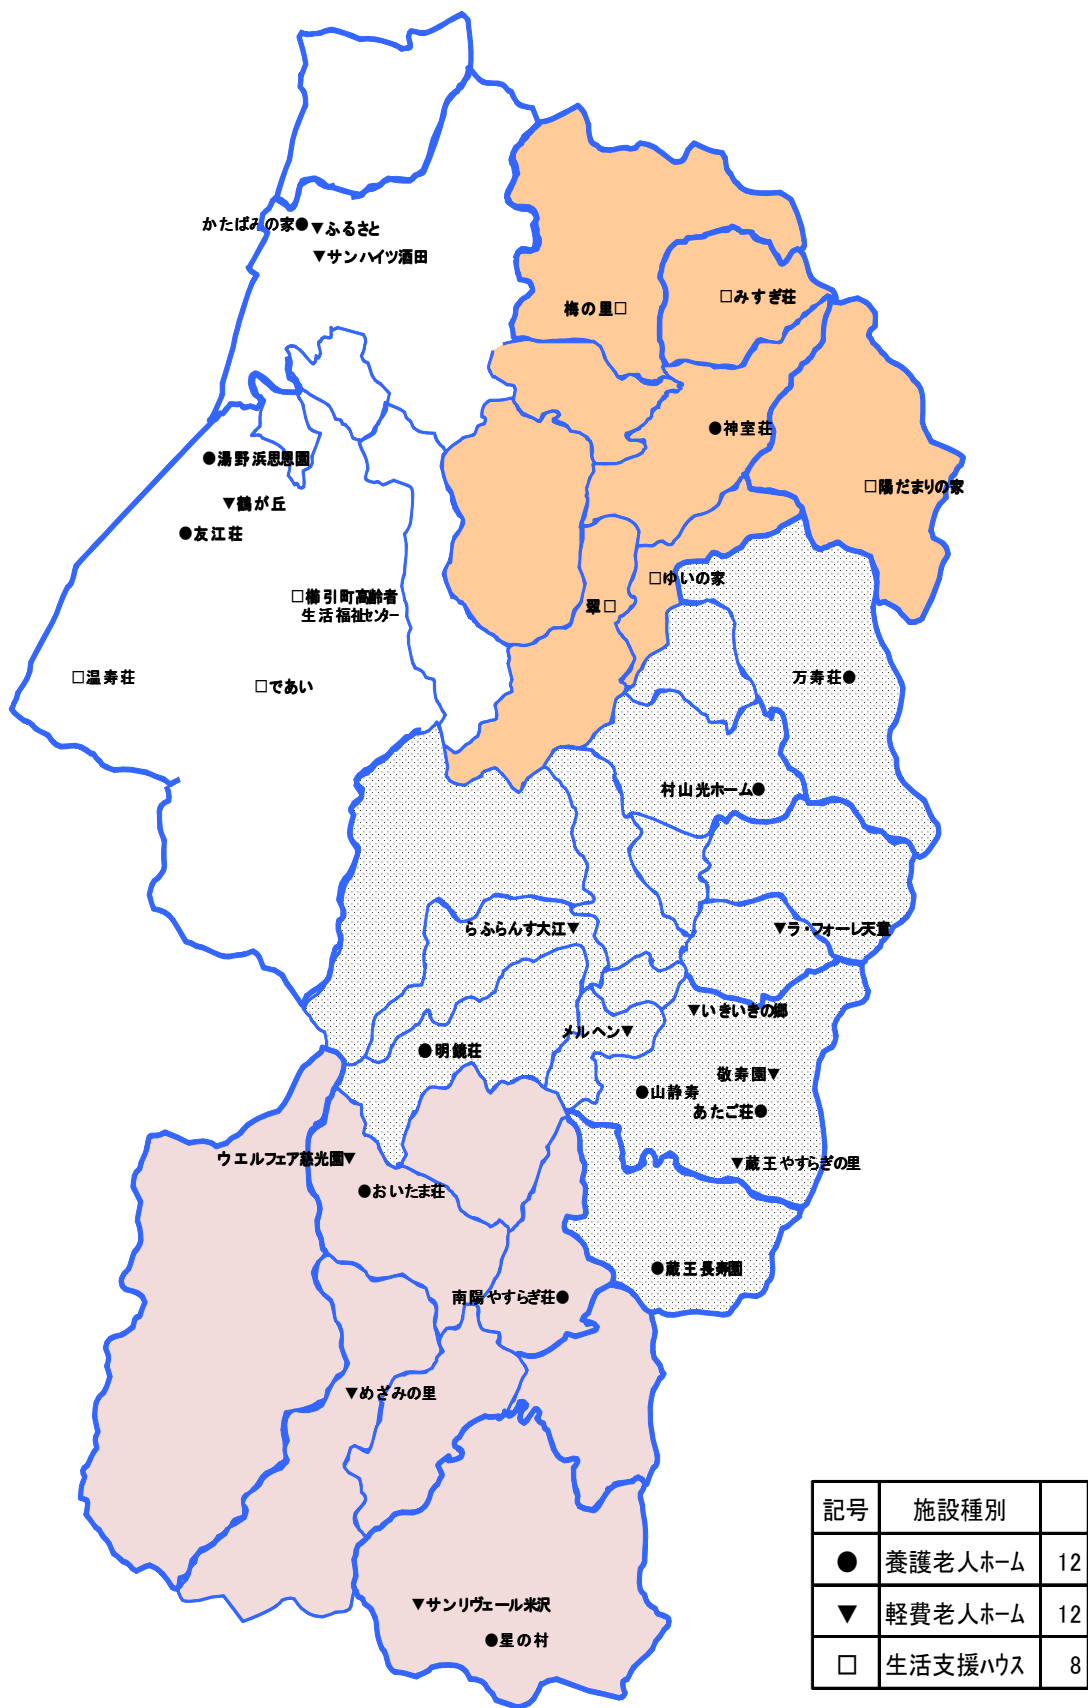 かたばみの家●
▼ふるさと
▼サンハイツ酒田
梅の里□
□みすぎ荘
●神室荘
●湯野浜思恩園
□陽だまりの家
▼鶴が丘
●友江荘
□ゆいの家
□櫛引町高齢者
生活福祉センター
翠□
□温寿荘
□であい
万寿荘●
村山光ホーム●
らふらんす大江▼
▼ラ・フォーレ天童
▼いきいきの郷
メルヘン▼
●明鏡荘
敬寿園▼
●山静寿
あたご荘●
ウエルフェア慈光園▼
▼蔵王やすらぎの里
●おいたま荘
●蔵王長寿園
南陽やすらぎ荘●
▼めざみの里
▼サンリヴェール米沢
●星の村
記号 施設種別
● 養護老人ホーム 12
▼ 軽費老人ホーム 12
□ 生活支援ハウス 8